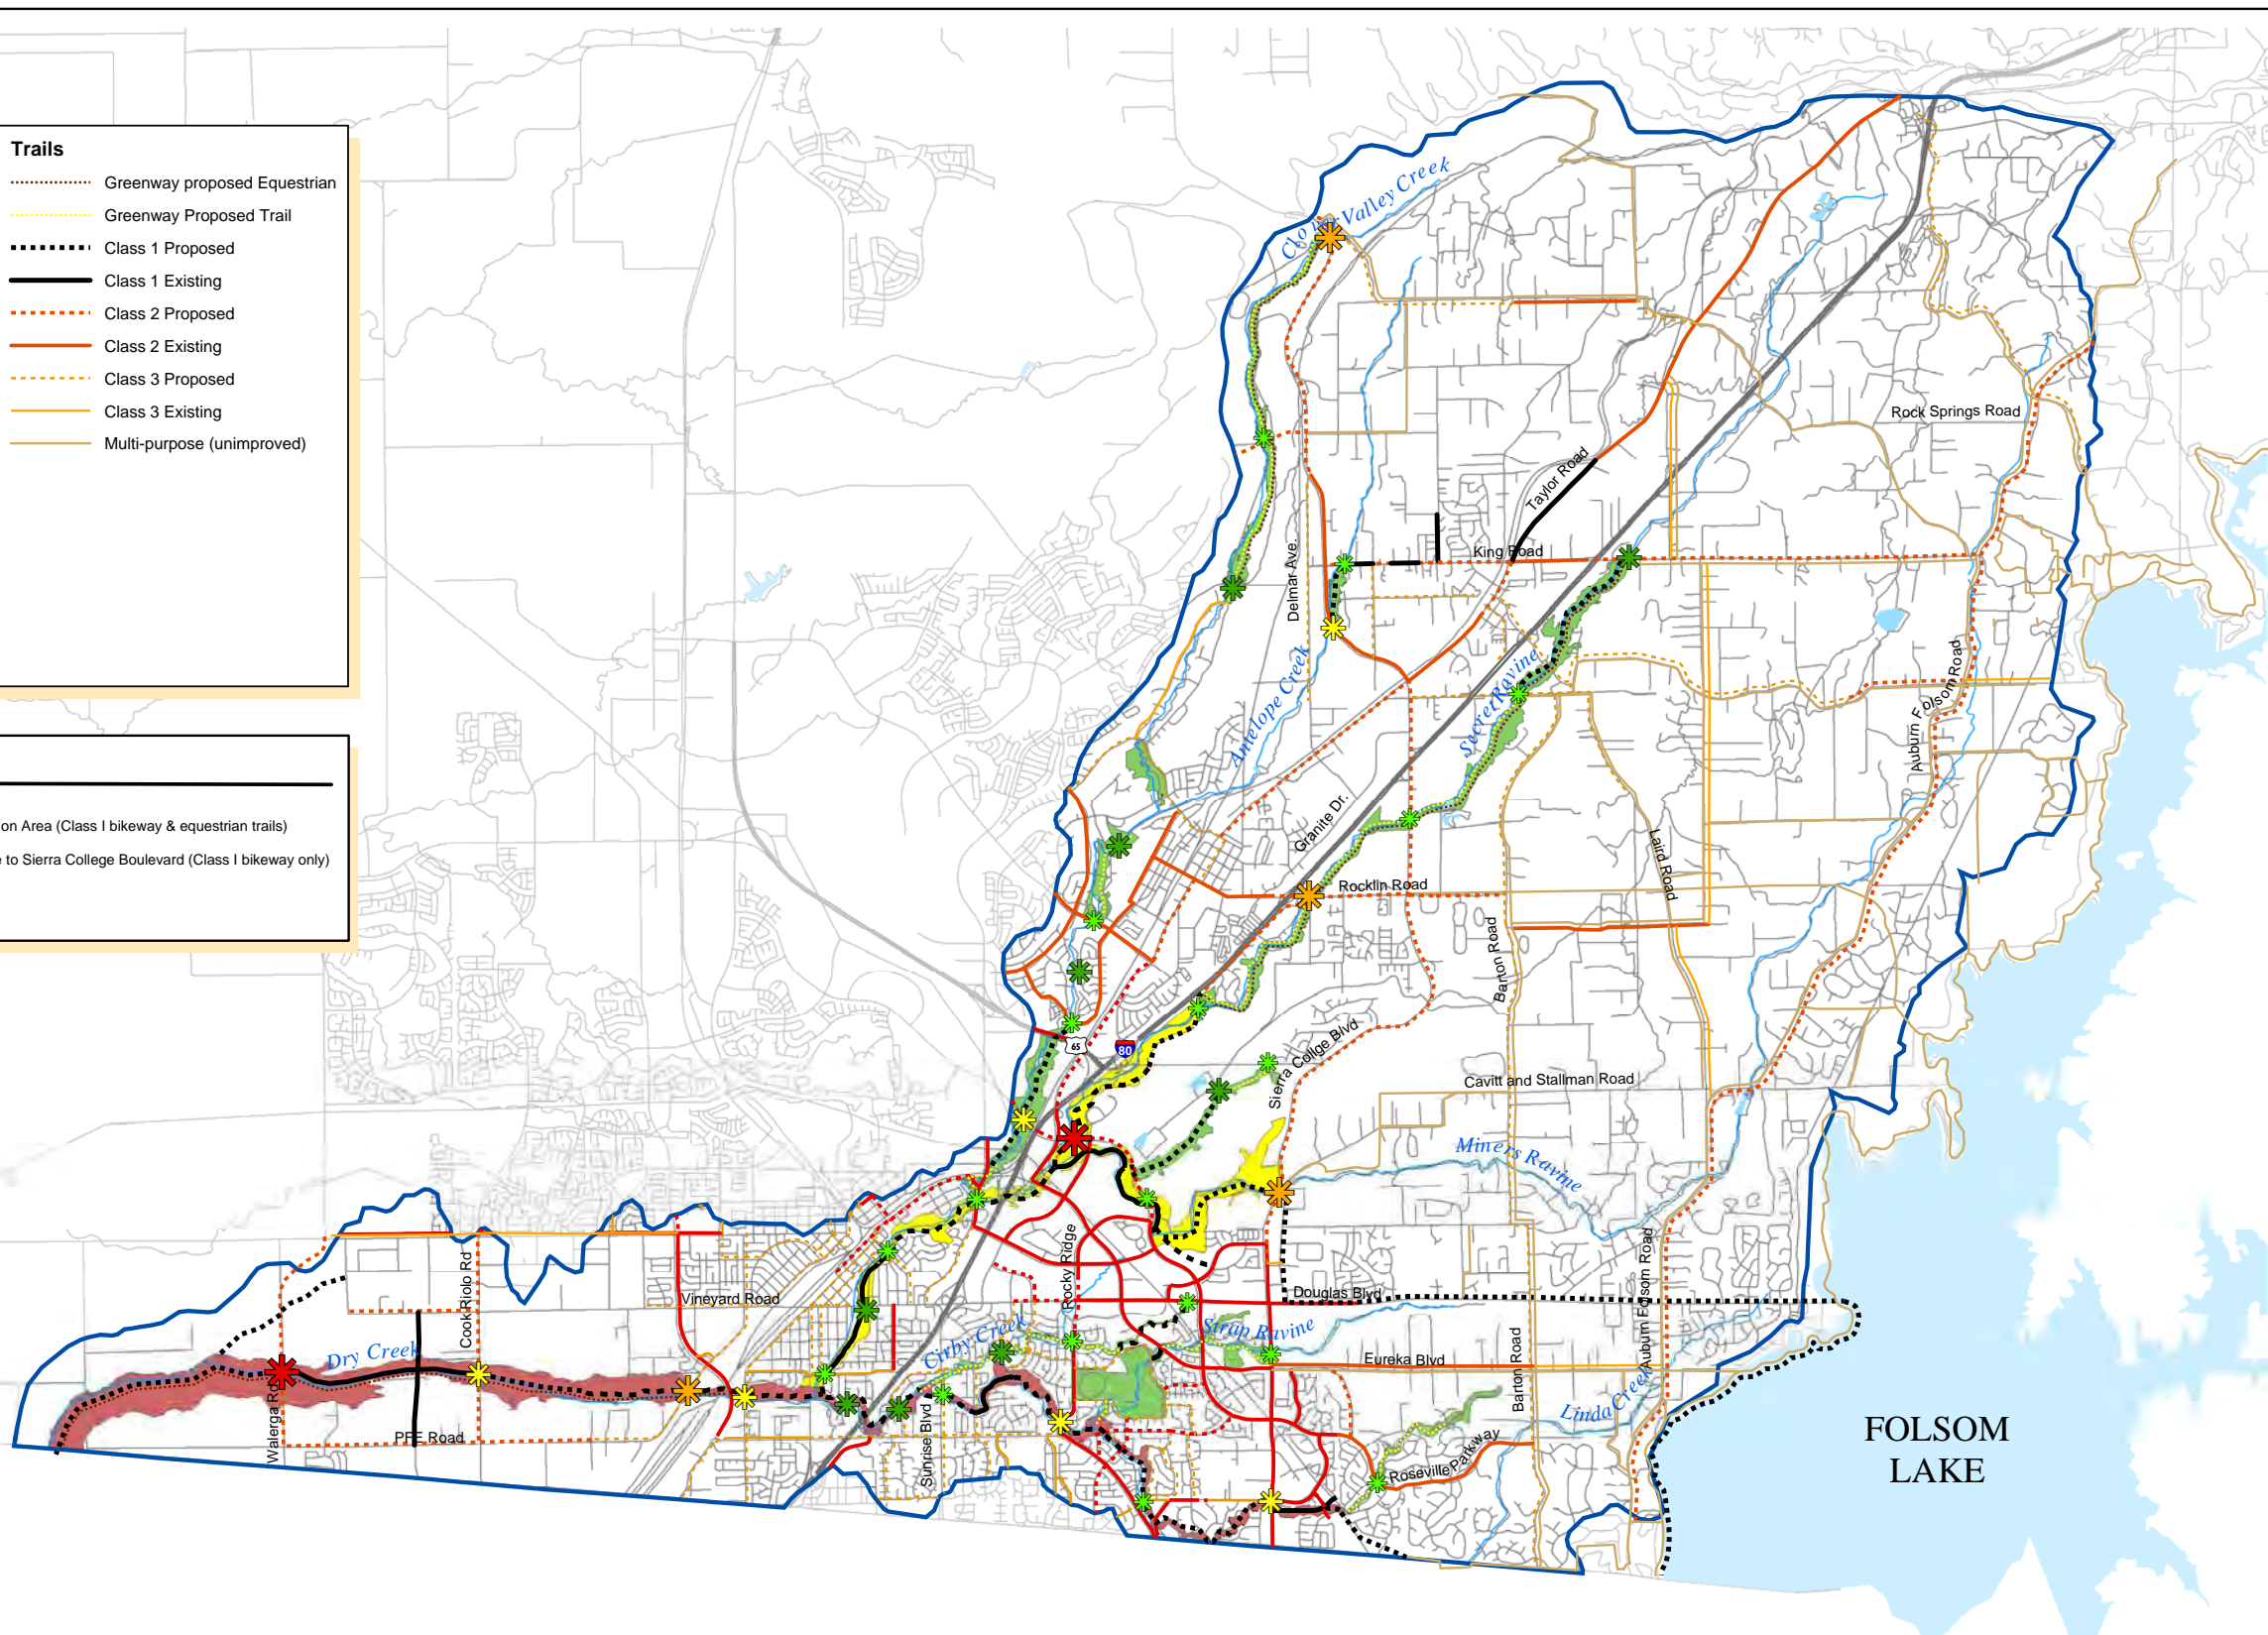 Trails
Greenway proposed Equestrian
Greenway Proposed Trail
Class 1 Proposed
Class 1 Existing
Class 2 Proposed
Class 2 Existing
Class 3 Proposed
Class 3 Existing
Multi-purpose (unimproved)
on Area (Class I bikeway & equestrian trails)
e to Sierra College Boulevard (Class I bikeway only)
Clover Valley Creek
Rock Springs Road
Taylor Road
King Road
Delmar Ave.
Antelope Creek
Secret Ravine
Auburn Folsom Road
Granite Dr.
Laird Road
Rocklin Road
Barton Road
65
80
Sierra Collge Blvd
Cavitt and Stallman Road
Miners Ravine
Rocky Ridge
Cook Riolo Rd
Vineyard Road
Douglas Blvd
Auburn Folsom Road
Dry Creek
Cirby Creek
Strap Ravine
Eureka Blvd
Barton Road
Linda Creek
Walerga Rd
PFE Road
Sunrise Blvd
Roseville Parkway
FOLSOM
LAKE